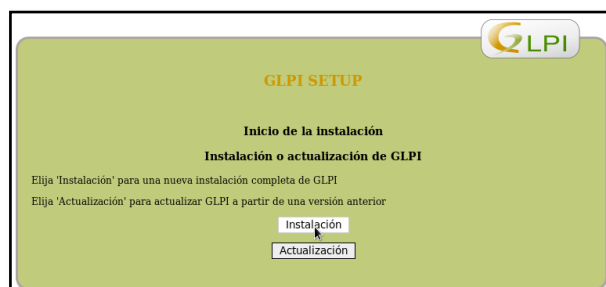 GLPI
GLPI SETUP
Inicio de la instalación
Instalación o actualización de GLPI
Elija 'Instalación' para una nueva instalación completa de GLPI
Elija 'Actualización' para actualizar GLPI a partir de una versión anterior
Instalación
Actualización